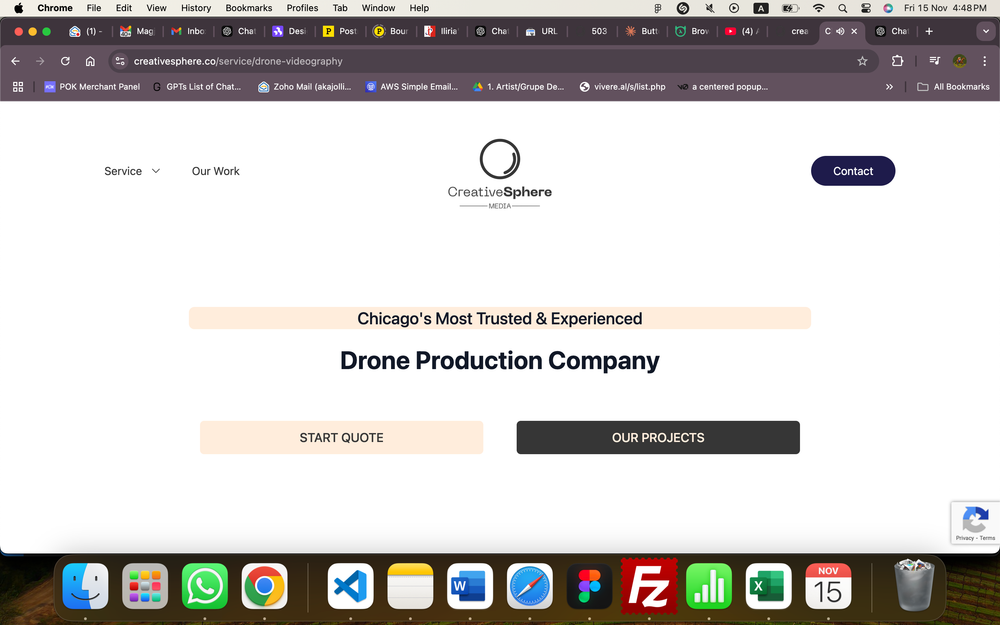 Chrome File Edit View History Bookmarks Profiles Tab Window Help A Fri 15 Nov 4:48 PM
(1) - Mag Inbo Chat Desi P Post P Bour Iliria Chat URL 503 Butt Brow (4) crea C Chat
creativesphere.co/service/drone-videography
POK Merchant Panel G GPTs List of Chat... Zoho Mail (akajolli... AWS Simple Email... 1. Artist/Grupe De... vivere.al/s/list.php a centered popup... » All Bookmarks
Service Our Work
CreativeSphere
MEDIA
Contact
Chicago's Most Trusted & Experienced
Drone Production Company
START QUOTE OUR PROJECTS
Privacy - Terms
W Fz X NOV
15